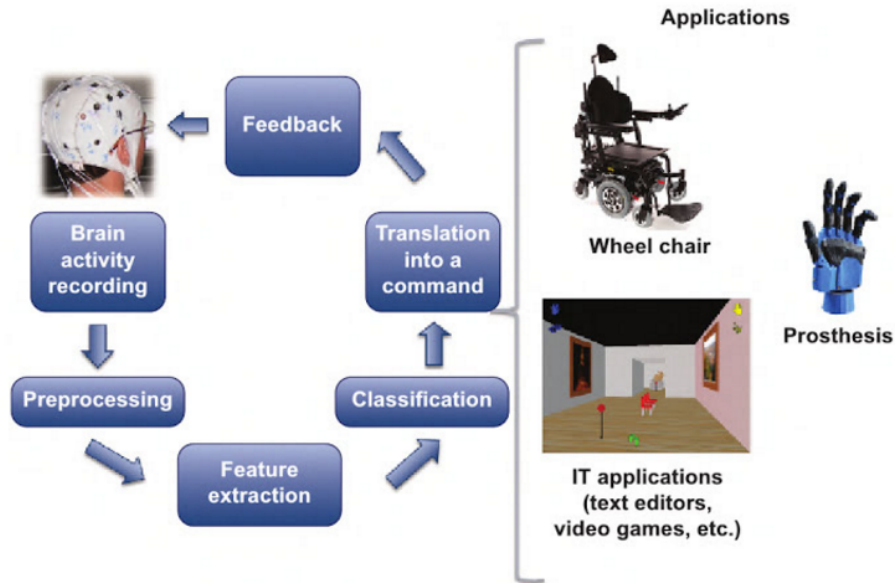 Applications
Feedback
Brain
activity
recording
Translation
into a
command
Wheel chair
Prosthesis
Preprocessing
Classification
Feature
extraction
IT applications
(text editors,
video games, etc.)